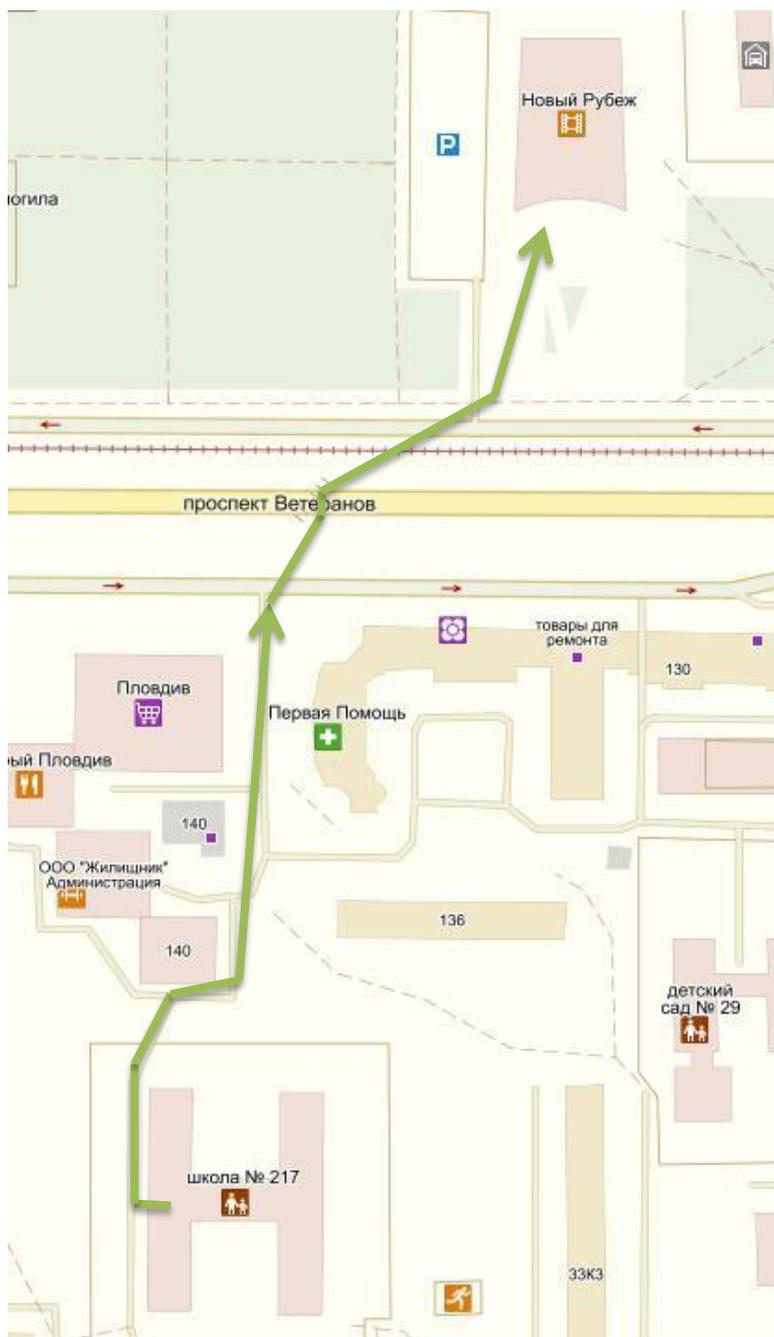 Новый Рубеж
P
огила
проспект Ветеранов
товары для
ремонта
130
Пловдив
Первая Помощь
ый Пловдив
140
ООО "Жилищник"
Администрация
136
140
детский
сад № 29
школа № 217
33К3